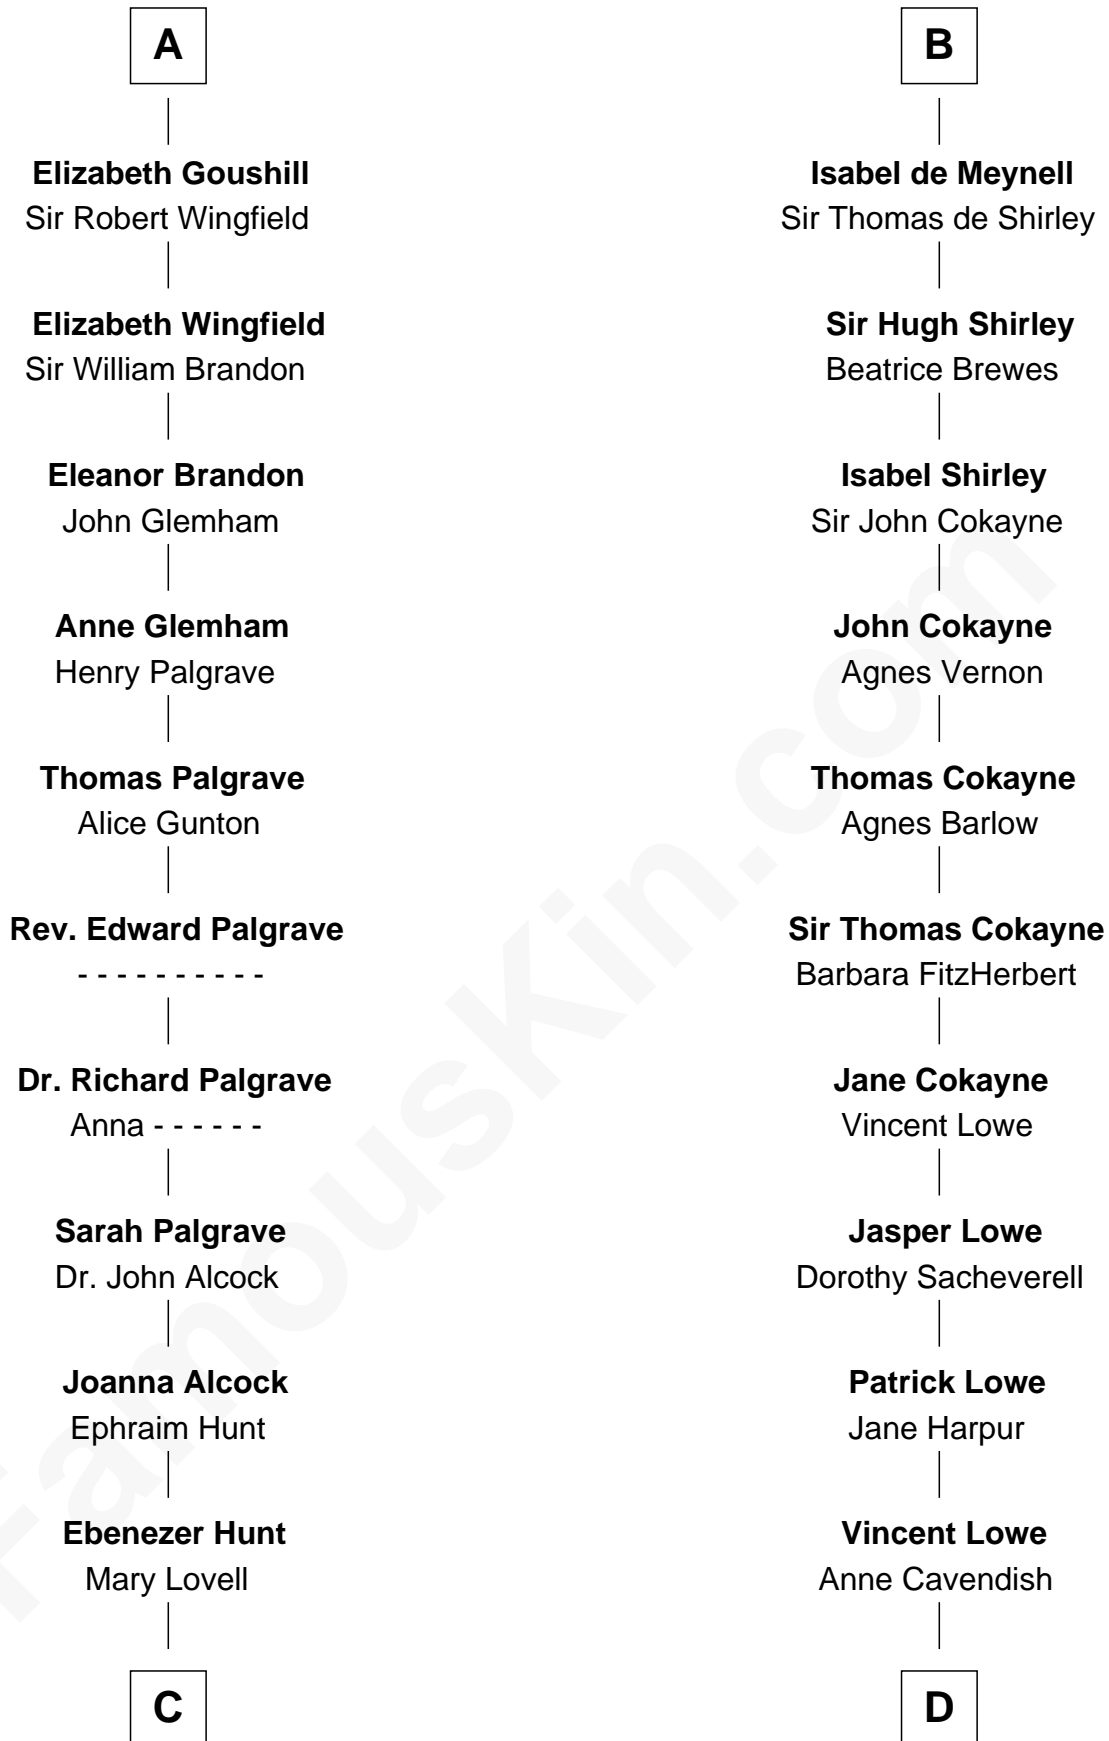 A
Elizabeth Goushill
Sir Robert Wingfield
Elizabeth Wingfield
Sir William Brandon
Eleanor Brandon
John Glemham
Anne Glemham
Henry Palgrave
Thomas Palgrave
Alice Gunton
Rev. Edward Palgrave
- - - - - - - - - -
Dr. Richard Palgrave
Anna - - - - - -
Sarah Palgrave
Dr. John Alcock
Joanna Alcock
Ephraim Hunt
Ebenezer Hunt
Mary Lovell
C
B
Isabel de Meynell
Sir Thomas de Shirley
Sir Hugh Shirley
Beatrice Brewes
Isabel Shirley
Sir John Cokayne
John Cokayne
Agnes Vernon
Thomas Cokayne
Agnes Barlow
Sir Thomas Cokayne
Barbara FitzHerbert
Jane Cokayne
Vincent Lowe
Jasper Lowe
Dorothy Sacheverell
Patrick Lowe
Jane Harpur
Vincent Lowe
Anne Cavendish
D
FamousKin.com